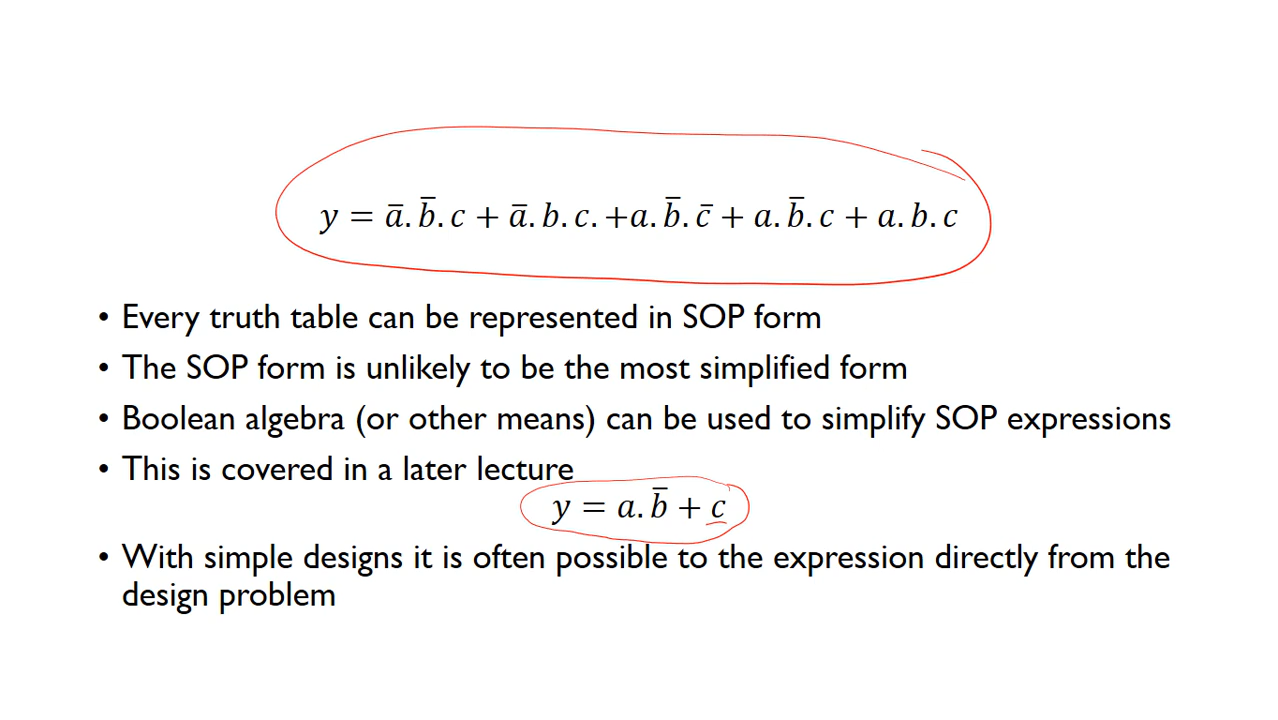 y = a̅. b̅. c + a̅. b. c. +a. b̅. c̅ + a. b̅. c + a. b. c
• Every truth table can be represented in SOP form
• The SOP form is unlikely to be the most simplified form
• Boolean algebra (or other means) can be used to simplify SOP expressions
• This is covered in a later lecture
y = a. b̅ + c
• With simple designs it is often possible to the expression directly from the
design problem